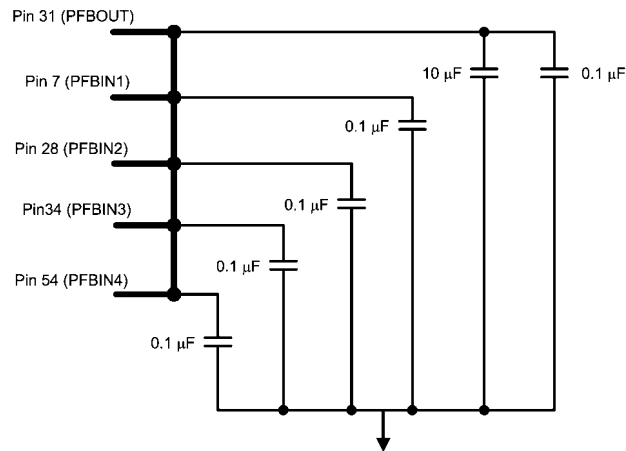 Pin 31 (PFBOUT)
10 μF
0.1 μF
Pin 7 (PFBIN1)
0.1 μF
Pin 28 (PFBIN2)
0.1 μF
Pin34 (PFBIN3)
0.1 μF
Pin 54 (PFBIN4)
0.1 μF